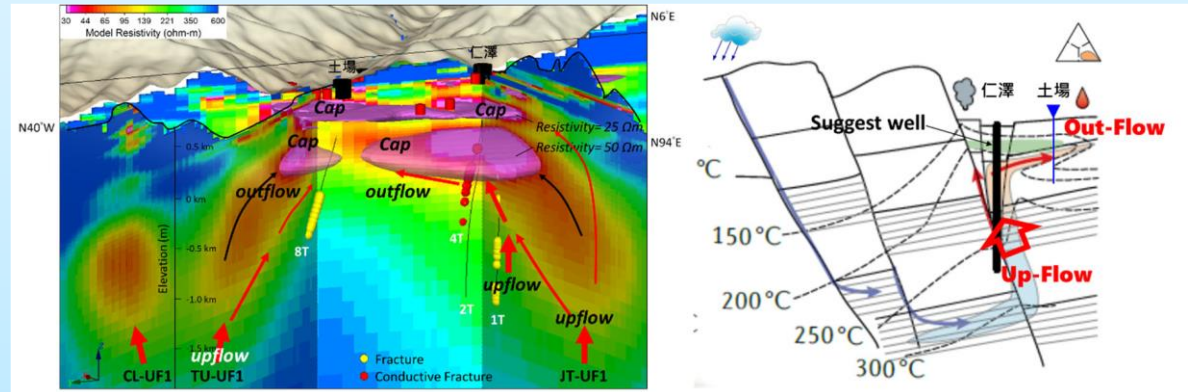 30 44 65 95 139 221 350 600
Model Resistivity (ohm-m)
N6°E
土場
仁澤
Cap
Cap
N40°W
Resistivity= 25 Ωm
Cap
Cap
0.5 km
Resistivity= 50 Ωm
N94°E
outflow
outflow
0 km
Elevation (m)
4T
8T
-0.5 km
upflow
-1.0 km
2T
1T
upflow
upflow
Fracture
Conductive Fracture
CL-UF1
TU-UF1
JT-UF1
仁澤
土場
Suggest well
Out-Flow
°C
150°C
Up-Flow
200°C
250°C
300°C